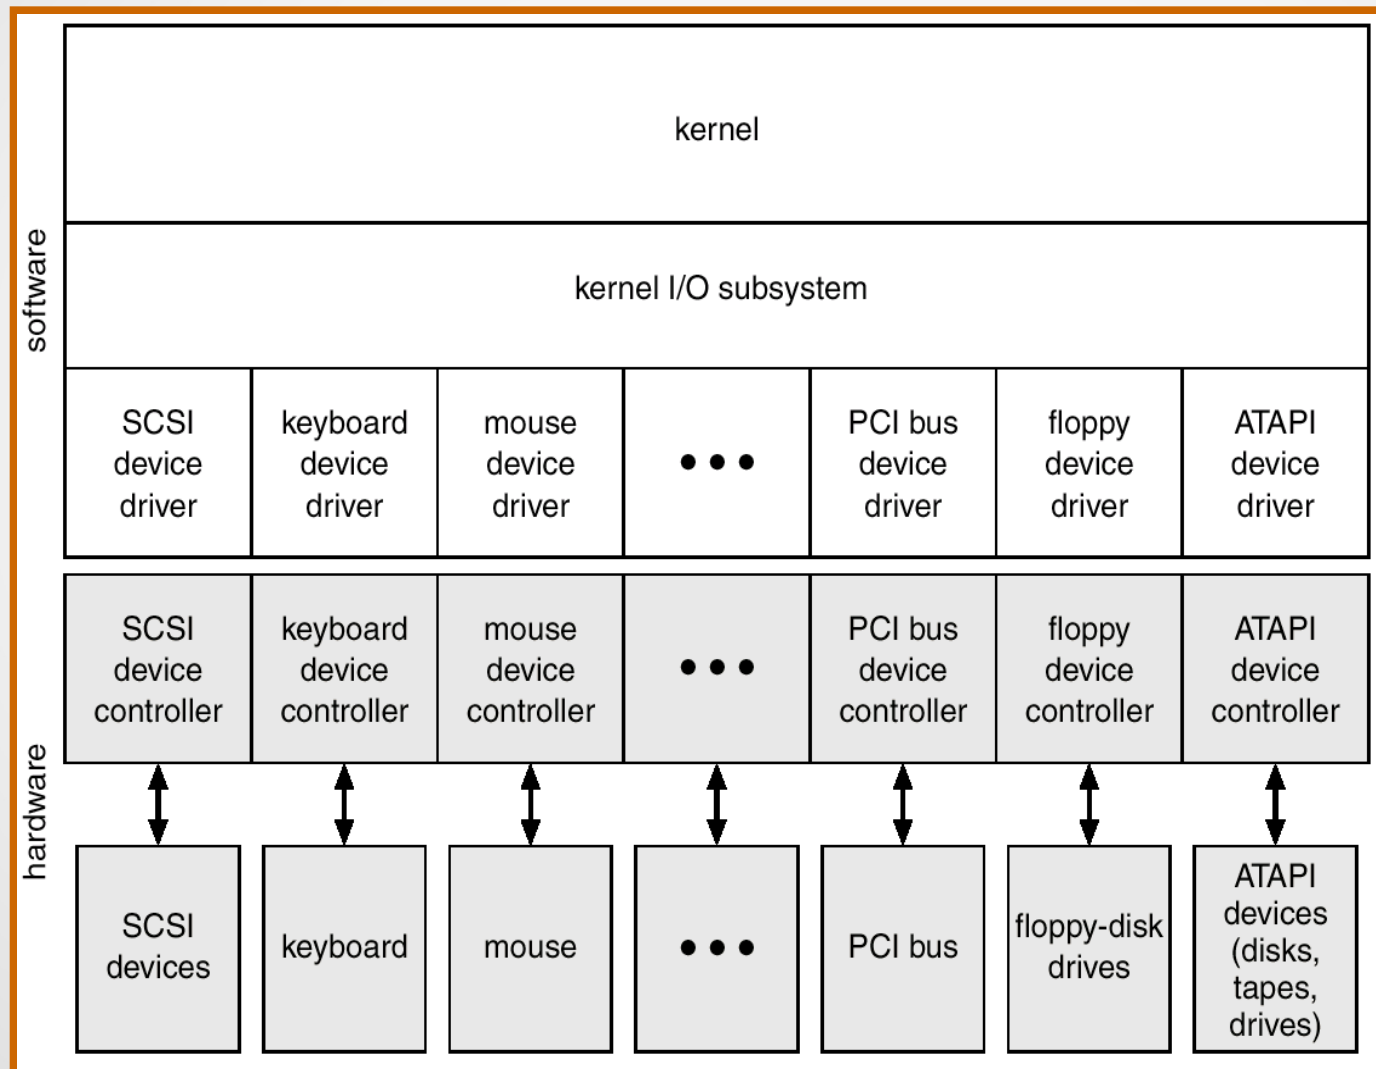 kernel
software
kernel I/O subsystem
SCSI
device
driver
keyboard
device
driver
mouse
device
driver
•••
PCI bus
device
driver
floppy
device
driver
ATAPI
device
driver
hardware
SCSI
device
controller
keyboard
device
controller
mouse
device
controller
•••
PCI bus
device
controller
floppy
device
controller
ATAPI
device
controller
SCSI
devices
keyboard
mouse
•••
PCI bus
floppy-disk
drives
ATAPI
devices
(disks,
tapes,
drives)